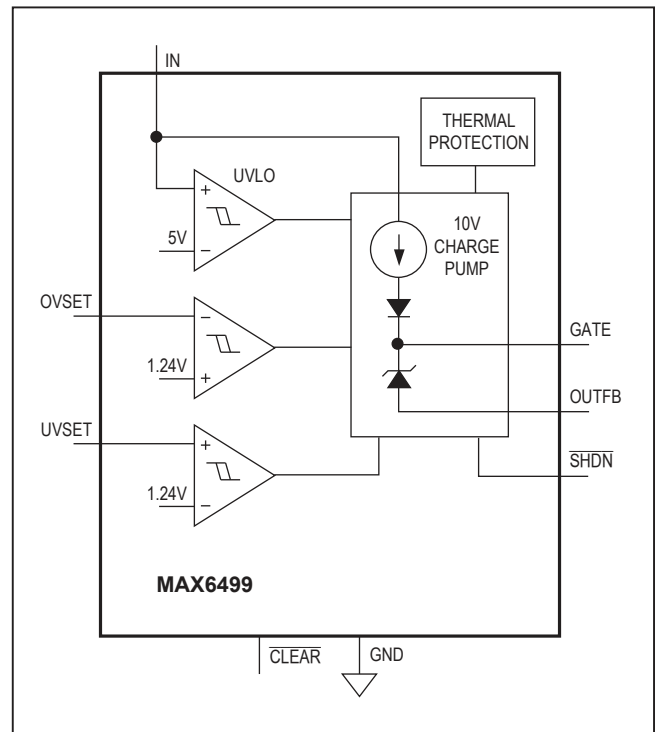 IN
THERMAL
PROTECTION
UVLO
+
5V
−
10V
CHARGE
PUMP
OVSET
−
1.24V
+
GATE
OUTFB
UVSET
+
1.24V
−
SHDN
MAX6499
CLEAR
GND